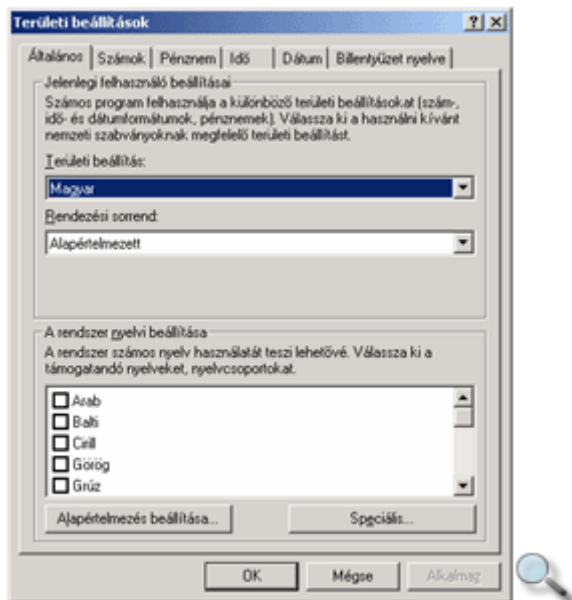 Területi beállítások
Általános
Számok
Pénznem
Idő
Dátum
Billentyűzet nyelve
Jelenlegi felhasználó beállításai
Számos program felhasználja a különböző területi beállításokat (szám-,
idő- és dátumformátumok, pénznemek). Válassza ki a használni kívánt
nemzeti szabványoknak megfelelő területi beállítást.
Területi beállítás:
Magyar
Rendezési sorrend:
Alapértelmezett
A rendszer nyelvi beállítása
A rendszer számos nyelv használatát teszi lehetővé. Válassza ki a
támogatandó nyelveket, nyelvcsoportokat.
Arab
Balti
Cirill
Görög
Grúz
Alapértelmezés beállítása...
Speciális...
OK
Mégse
Alkalmaz